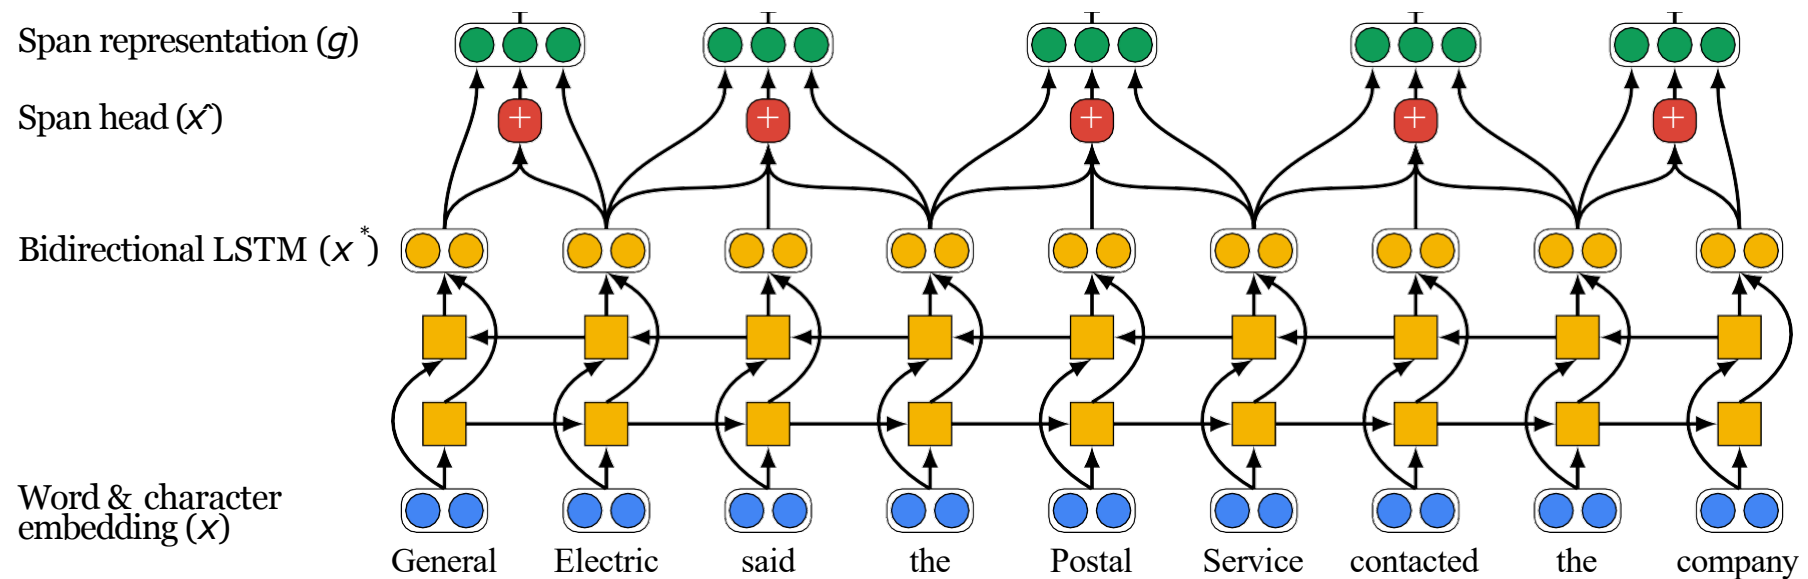 Span representation (g)
Span head (x̂)
+ + + + +
Bidirectional LSTM (x*)
Word & character
embedding (x)
General Electric said the Postal Service contacted the company